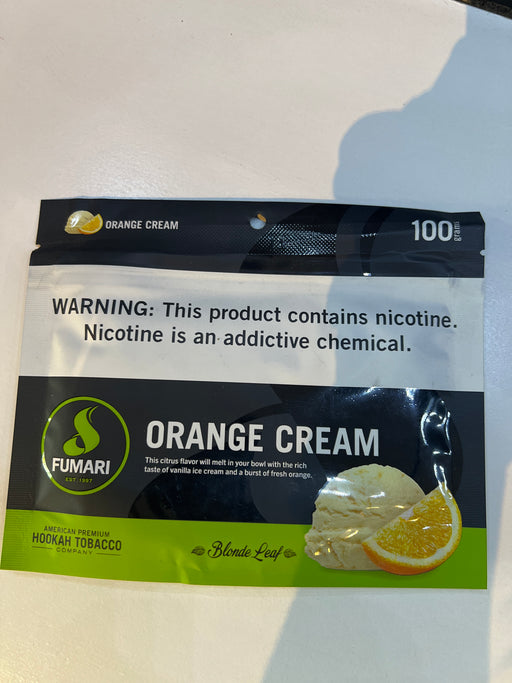 ORANGE CREAM
100 grams
WARNING: This product contains nicotine.
Nicotine is an addictive chemical.
FUMARI
EST. 1997
ORANGE CREAM
This citrus flavor will melt in your bowl with the rich
taste of vanilla ice cream and a burst of fresh orange.
AMERICAN PREMIUM
HOOKAH TOBACCO
COMPANY
Blonde Leaf